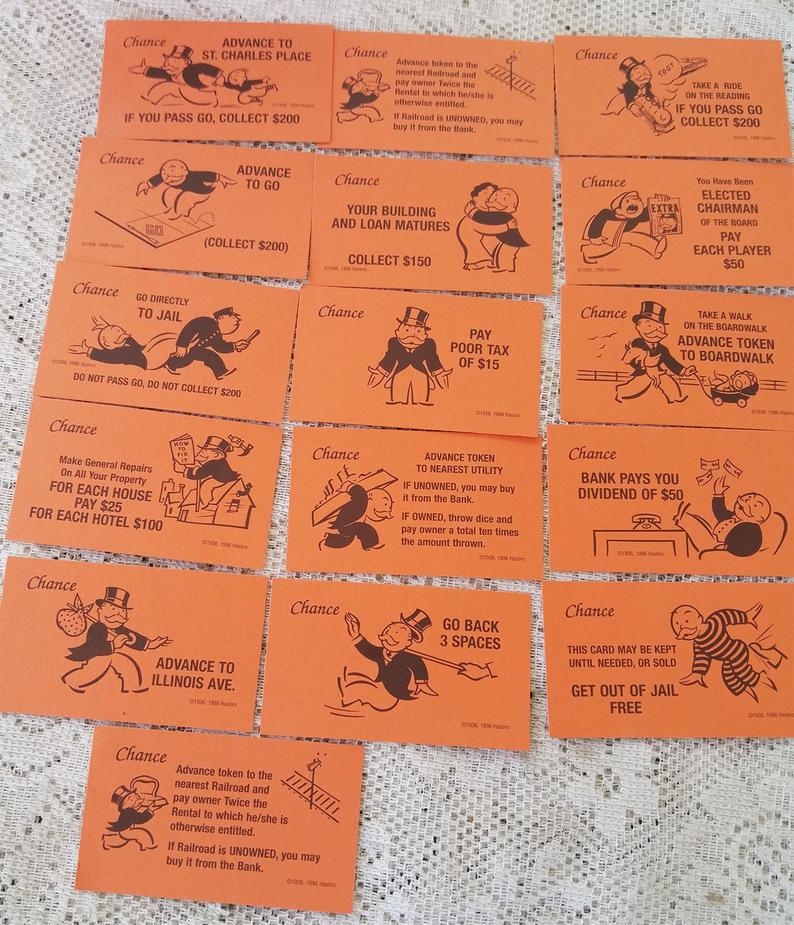 Chance
ADVANCE TO
ST. CHARLES PLACE
©1936, 1996 Hasbro
IF YOU PASS GO, COLLECT $200
Chance
Advance token to the
nearest Railroad and
pay owner Twice the
Rental to which he/she is
otherwise entitled.
If Railroad is UNOWNED, you may
buy it from the Bank.
©1936, 1996 Hasbro
Chance
TOOT
TAKE A RIDE
ON THE READING
IF YOU PASS GO
COLLECT $200
©1936, 1996 Hasbro
Chance
ADVANCE
TO GO
GO
(COLLECT $200)
©1936, 1996 Hasbro
Chance
YOUR BUILDING
AND LOAN MATURES
COLLECT $150
©1936, 1996 Hasbro
Chance
EXTRA
You Have Been
ELECTED
CHAIRMAN
OF THE BOARD
PAY
EACH PLAYER
$50
©1936, 1996 Hasbro
Chance
GO DIRECTLY
TO JAIL
©1936, 1996 Hasbro
DO NOT PASS GO, DO NOT COLLECT $200
Chance
PAY
POOR TAX
OF $15
©1936, 1996 Hasbro
Chance
TAKE A WALK
ON THE BOARDWALK
ADVANCE TOKEN
TO BOARDWALK
©1936, 1996 Hasbro
Chance
HOW
TO
FIX
IT
Make General Repairs
On All Your Property
FOR EACH HOUSE
PAY $25
FOR EACH HOTEL $100
©1936, 1996 Hasbro
Chance
ADVANCE TOKEN
TO NEAREST UTILITY
IF UNOWNED, you may buy
it from the Bank.
IF OWNED, throw dice and
pay owner a total ten times
the amount thrown.
©1936, 1996 Hasbro
Chance
BANK PAYS YOU
DIVIDEND OF $50
©1936, 1996 Hasbro
Chance
ADVANCE TO
ILLINOIS AVE.
©1936, 1996 Hasbro
Chance
GO BACK
3 SPACES
©1936, 1996 Hasbro
Chance
THIS CARD MAY BE KEPT
UNTIL NEEDED, OR SOLD
GET OUT OF JAIL
FREE
©1936, 1996 Hasbro
Chance
Advance token to the
nearest Railroad and
pay owner Twice the
Rental to which he/she is
otherwise entitled.
If Railroad is UNOWNED, you may
buy it from the Bank.
©1936, 1996 Hasbro